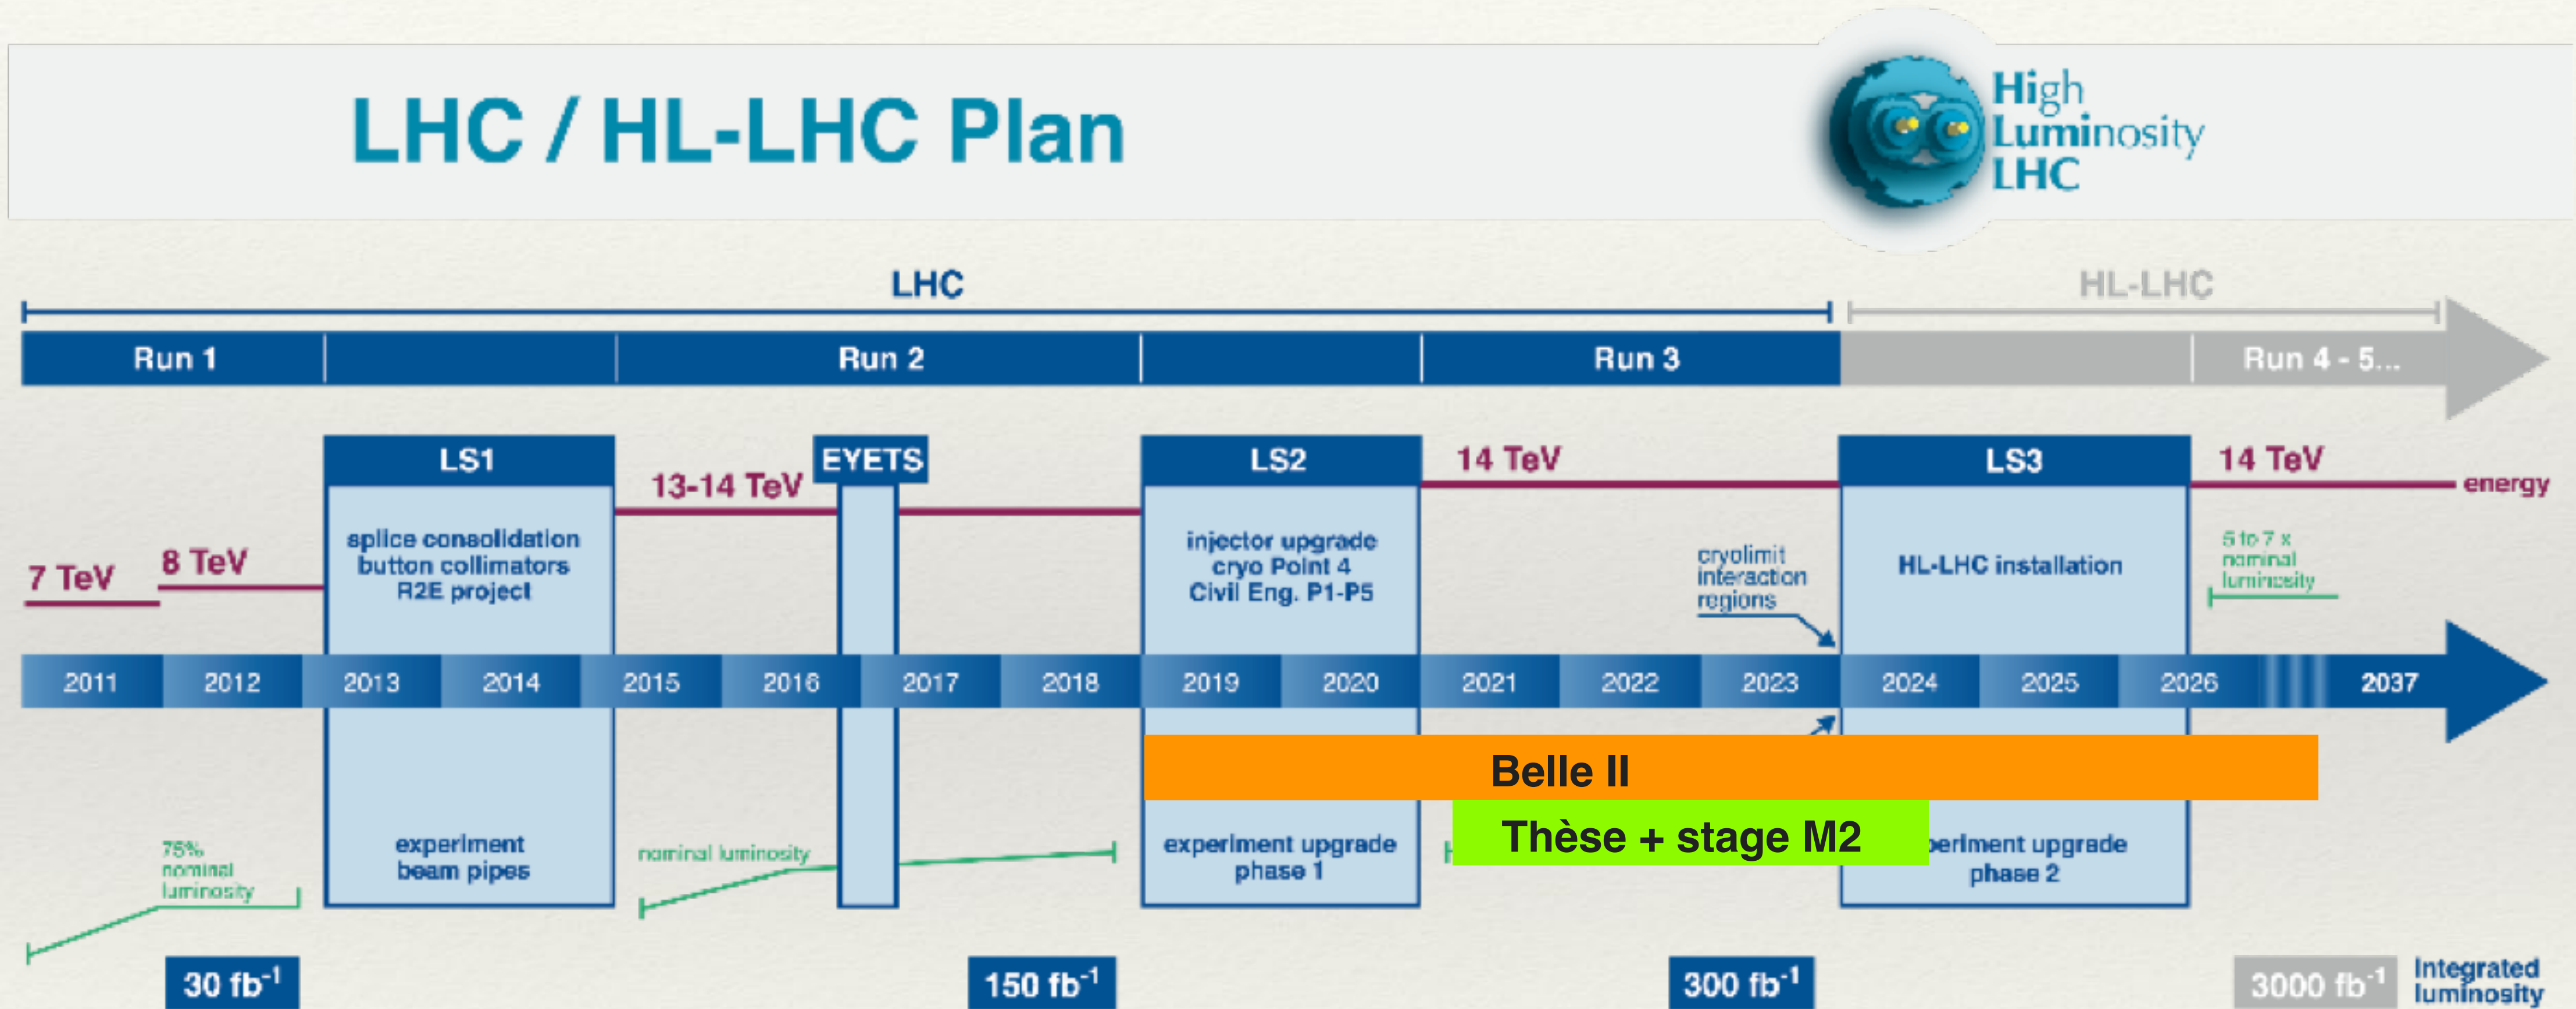 LHC / HL-LHC Plan
High
Luminosity
LHC
LHC
HL-LHC
Run 1
Run 2
Run 3
Run 4 - 5...
LS1
EYETS
LS2
LS3
13-14 TeV
14 TeV
14 TeV
energy
7 TeV
8 TeV
splice consolidation
button collimators
R2E project
injector upgrade
cryo Point 4
Civil Eng. P1-P5
cryolimit
interaction
regions
HL-LHC installation
5 to 7 x
nominal
luminosity
2011
2012
2013
2014
2015
2016
2017
2018
2019
2020
2021
2022
2023
2024
2025
2026
2037
Belle II
Thèse + stage M2
75%
nominal
luminosity
experiment
beam pipes
nominal luminosity
experiment upgrade
phase 1
periment upgrade
phase 2
30 fb⁻¹
150 fb⁻¹
300 fb⁻¹
3000 fb⁻¹
Integrated
luminosity